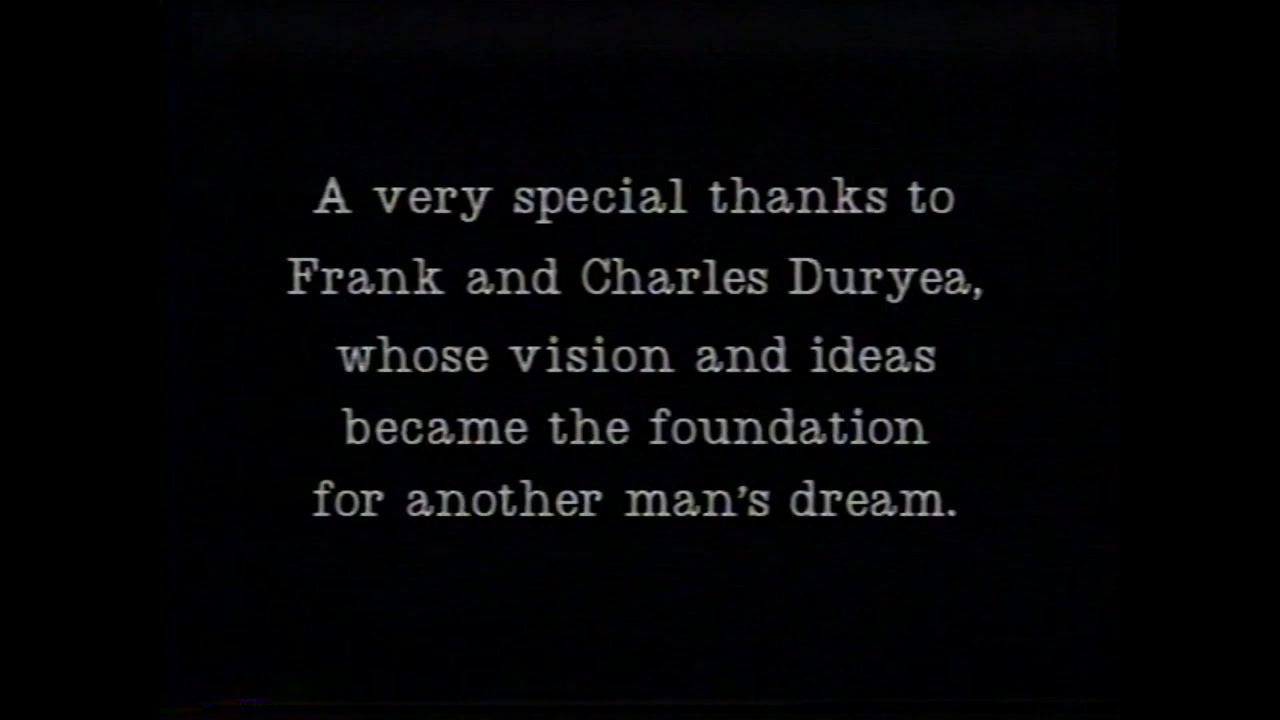 A very special thanks to
Frank and Charles Duryea,
whose vision and ideas
became the foundation
for another man's dream.